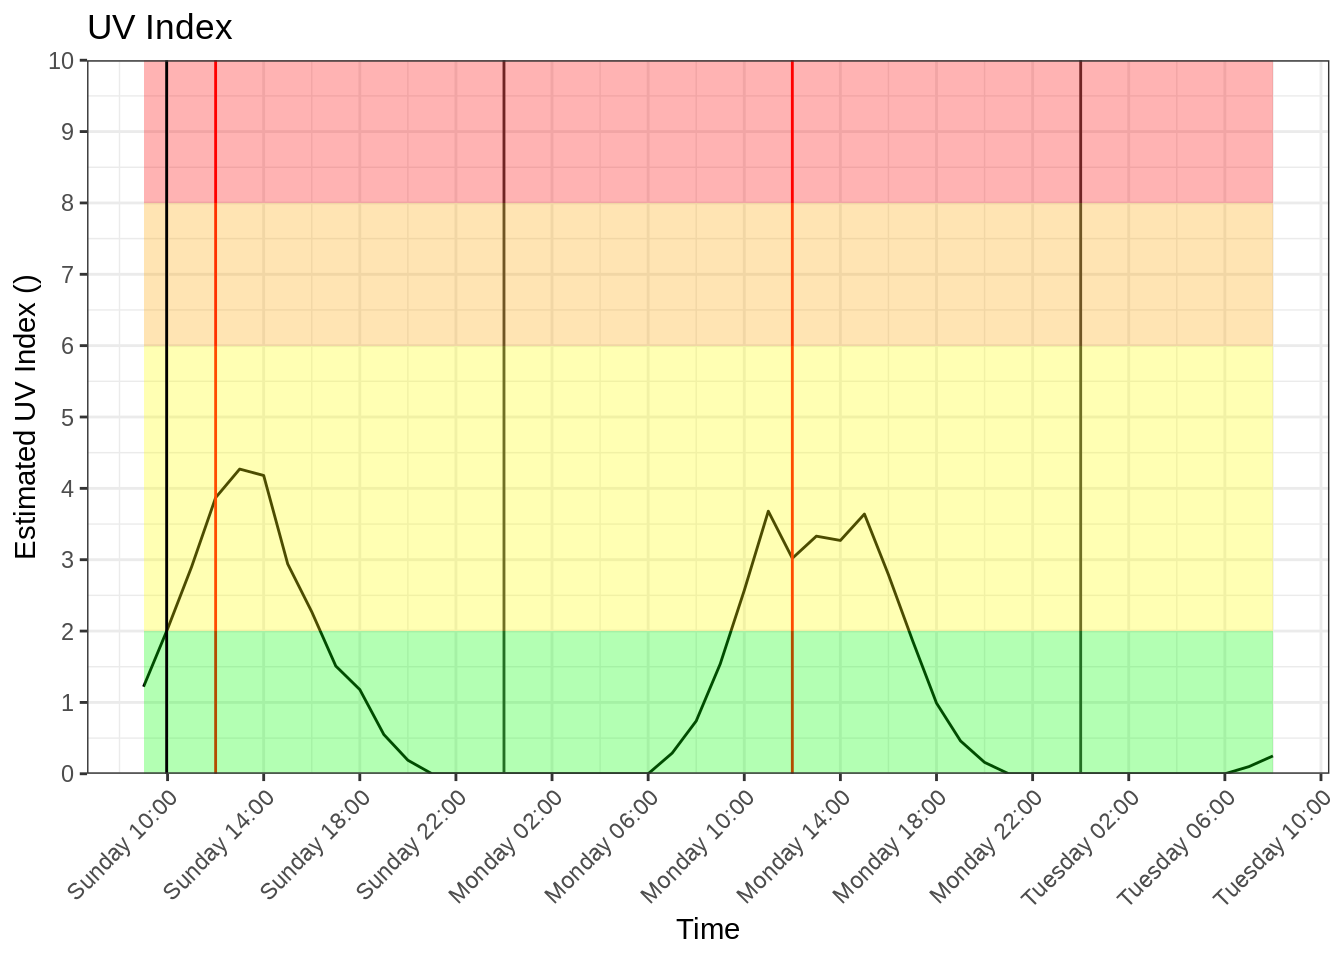 UV Index
Estimated UV Index ()
10
9
8
7
6
5
4
3
2
1
0
Sunday 10:00
Sunday 14:00
Sunday 18:00
Sunday 22:00
Monday 02:00
Monday 06:00
Monday 10:00
Monday 14:00
Monday 18:00
Monday 22:00
Tuesday 02:00
Tuesday 06:00
Tuesday 10:00
Time